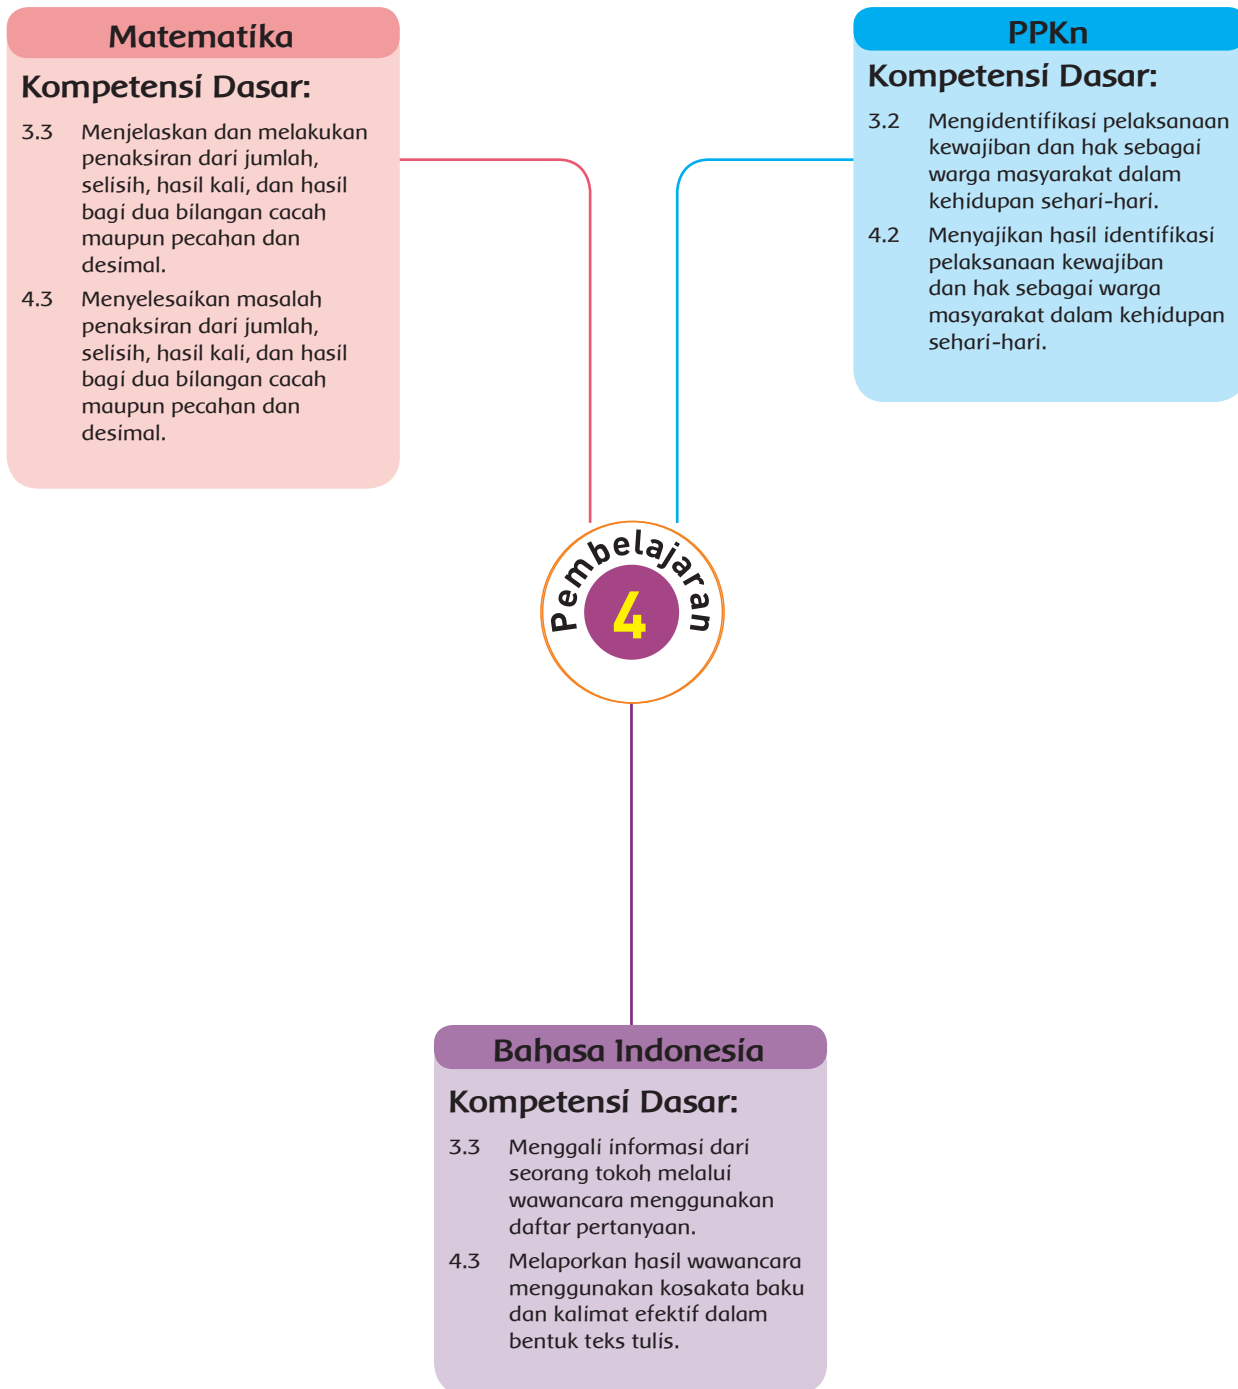 Matematika
Kompetensi Dasar:
3.3 Menjelaskan dan melakukan
penaksiran dari jumlah,
selisih, hasil kali, dan hasil
bagi dua bilangan cacah
maupun pecahan dan
desimal.
4.3 Menyelesaikan masalah
penaksiran dari jumlah,
selisih, hasil kali, dan hasil
bagi dua bilangan cacah
maupun pecahan dan
desimal.
PPKn
Kompetensi Dasar:
3.2 Mengidentifikasi pelaksanaan
kewajiban dan hak sebagai
warga masyarakat dalam
kehidupan sehari-hari.
4.2 Menyajikan hasil identifikasi
pelaksanaan kewajiban
dan hak sebagai warga
masyarakat dalam kehidupan
sehari-hari.
Pembelajaran
4
Bahasa Indonesia
Kompetensi Dasar:
3.3 Menggali informasi dari
seorang tokoh melalui
wawancara menggunakan
daftar pertanyaan.
4.3 Melaporkan hasil wawancara
menggunakan kosakata baku
dan kalimat efektif dalam
bentuk teks tulis.